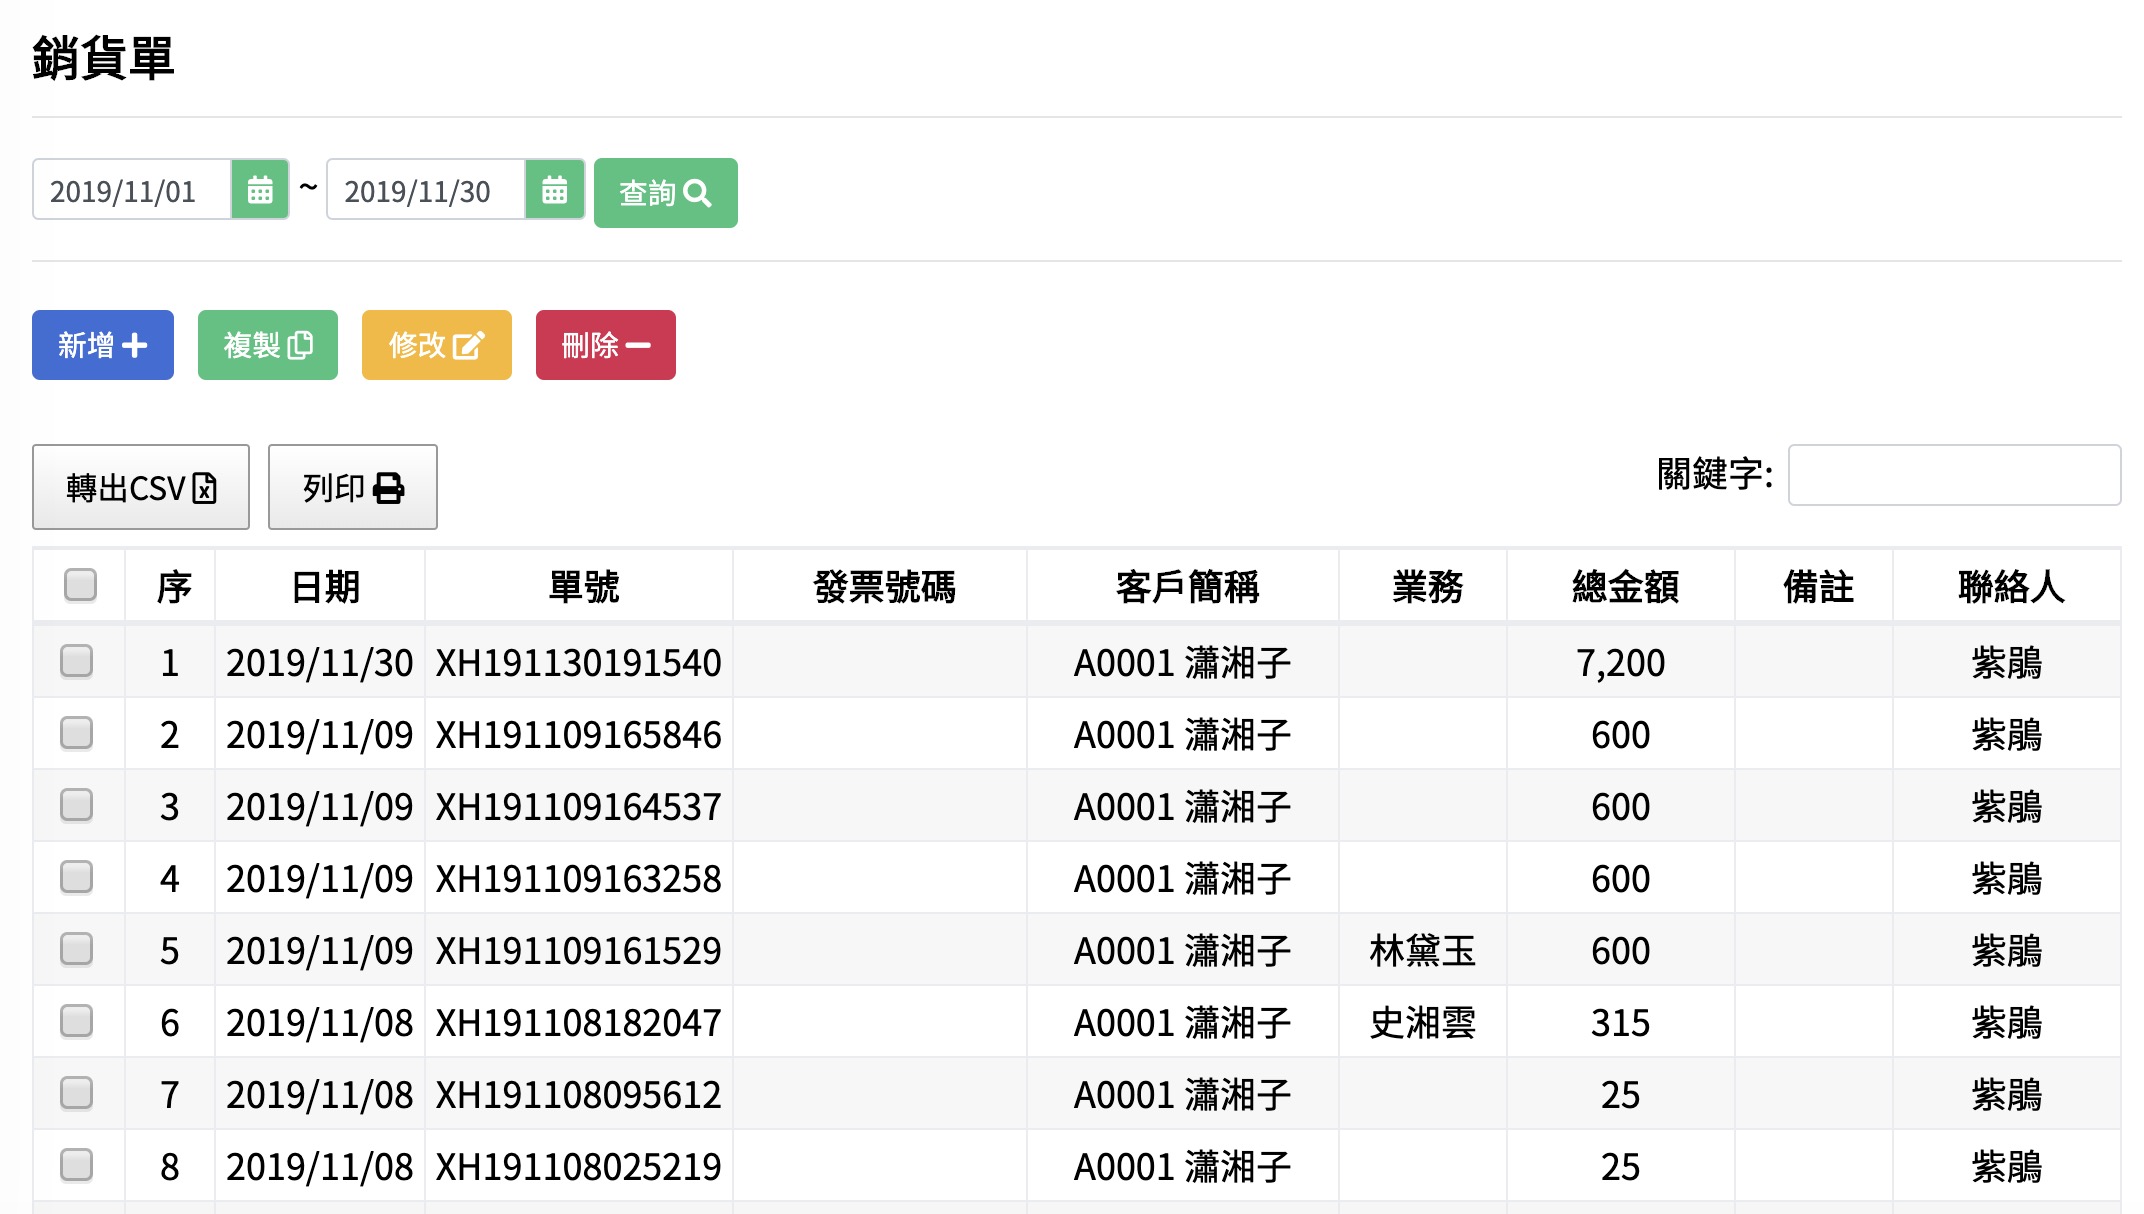 銷貨單
2019/11/01 ~ 2019/11/30 查詢
新增 複製 修改 刪除
轉出CSV 列印 關鍵字:
序 日期 單號 發票號碼 客戶簡稱 業務 總金額 備註 聯絡人
1 2019/11/30 XH191130191540 A0001 瀟湘子 7,200 紫鵑
2 2019/11/09 XH191109165846 A0001 瀟湘子 600 紫鵑
3 2019/11/09 XH191109164537 A0001 瀟湘子 600 紫鵑
4 2019/11/09 XH191109163258 A0001 瀟湘子 600 紫鵑
5 2019/11/09 XH191109161529 A0001 瀟湘子 林黛玉 600 紫鵑
6 2019/11/08 XH191108182047 A0001 瀟湘子 史湘雲 315 紫鵑
7 2019/11/08 XH191108095612 A0001 瀟湘子 25 紫鵑
8 2019/11/08 XH191108025219 A0001 瀟湘子 25 紫鵑